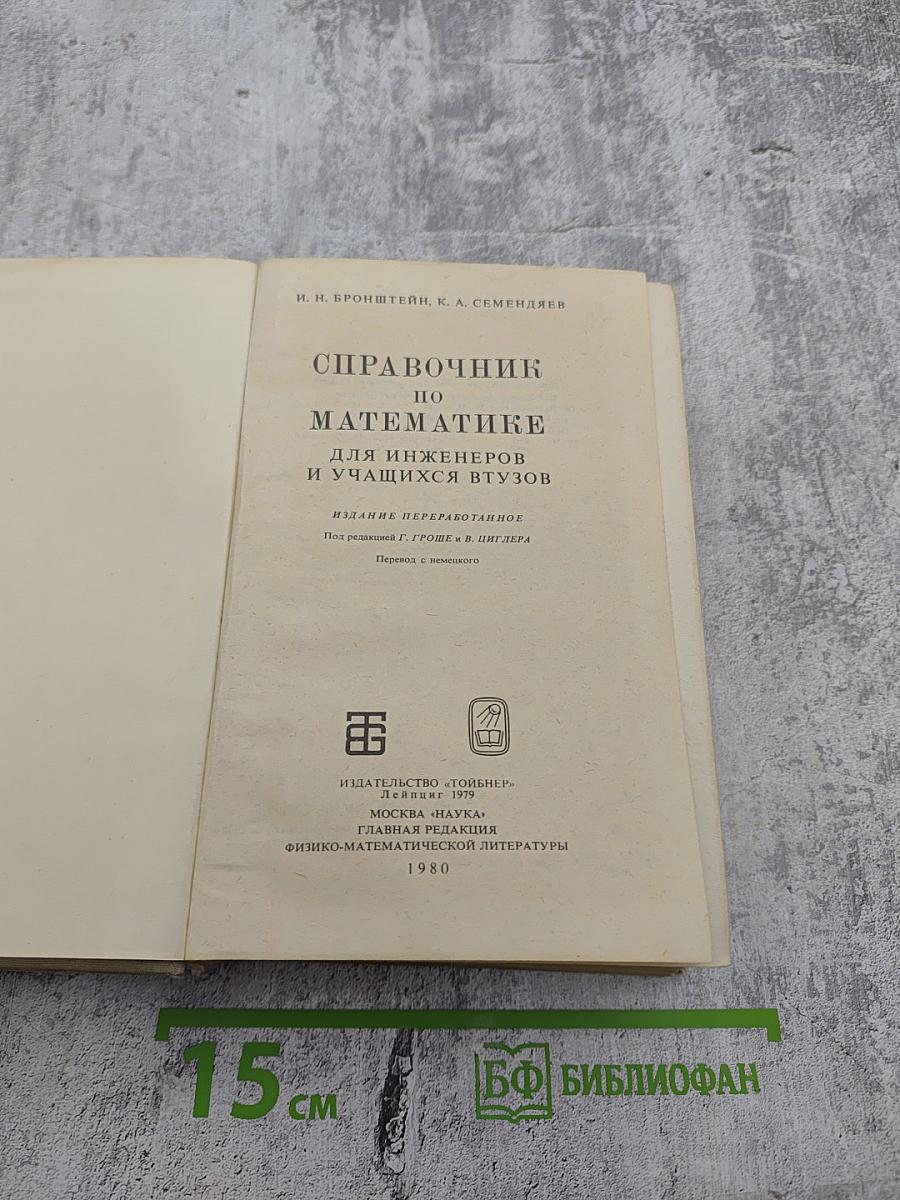 И. Н. БРОНШТЕЙН, К. А. СЕМЕНДЯЕВ
СПРАВОЧНИК
ПО
МАТЕМАТИКЕ
ДЛЯ ИНЖЕНЕРОВ
И УЧАЩИХСЯ ВТУЗОВ
ИЗДАНИЕ ПЕРЕРАБОТАННОЕ
Под редакцией Г. ГРОШЕ и В. ЦИГЛЕРА
Перевод с немецкого
BTG
ИЗДАТЕЛЬСТВО «ТОЙБНЕР»
Лейпциг 1979
МОСКВА «НАУКА»
ГЛАВНАЯ РЕДАКЦИЯ
ФИЗИКО-МАТЕМАТИЧЕСКОЙ ЛИТЕРАТУРЫ
1980
15 см
БФ БИБЛИОФАН